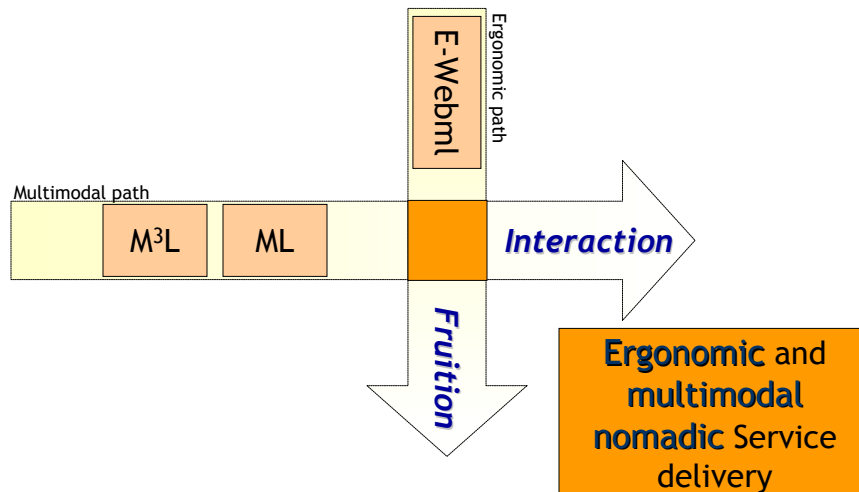 E-Webml
Ergonomic path
Multimodal path
M³L
ML
Interaction
Fruition
Ergonomic and
multimodal
nomadic Service
delivery